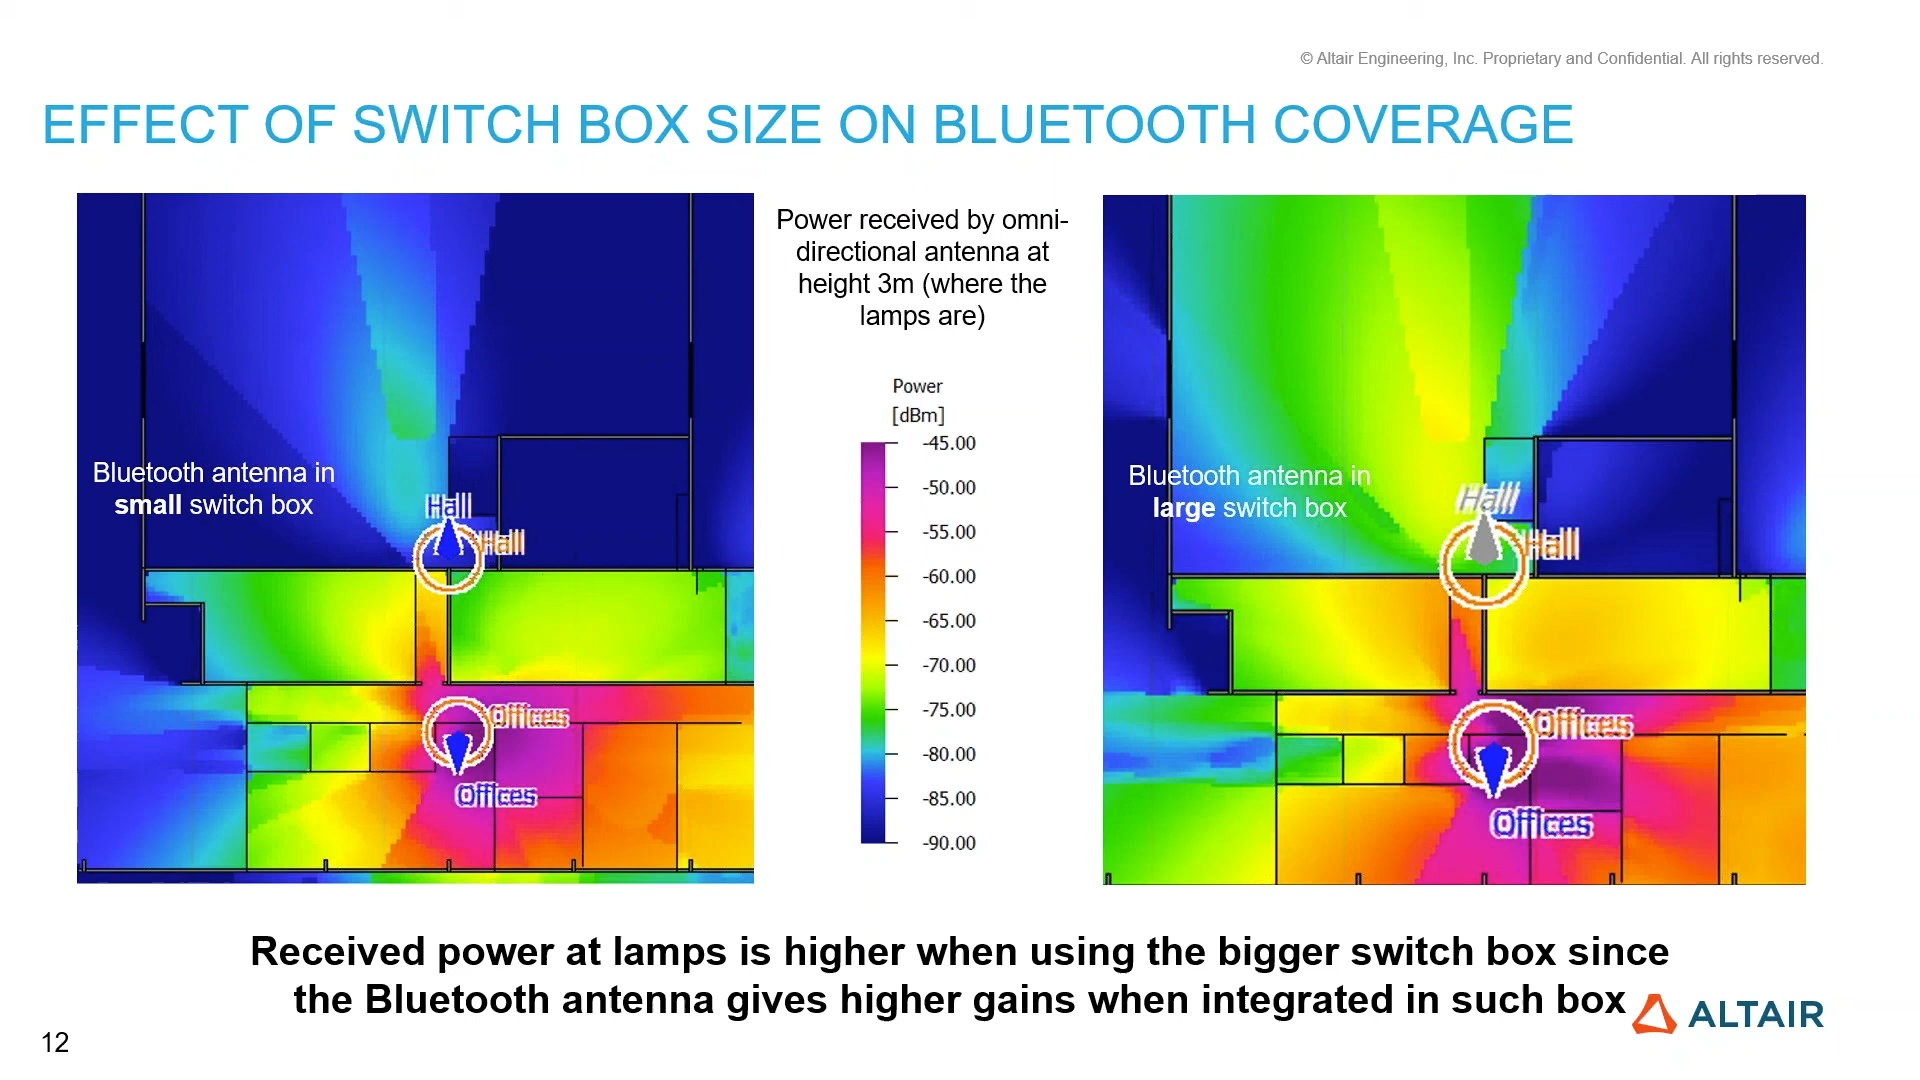 © Altair Engineering, Inc. Proprietary and Confidential. All rights reserved.
EFFECT OF SWITCH BOX SIZE ON BLUETOOTH COVERAGE
Power received by omni-
directional antenna at
height 3m (where the
lamps are)
Power
[dBm]
-45.00
-50.00
-55.00
-60.00
-65.00
-70.00
-75.00
-80.00
-85.00
-90.00
Bluetooth antenna in
small switch box
Hall
Hall
Offices
Offices
Bluetooth antenna in
large switch box
Hall
Hall
Offices
Offices
Received power at lamps is higher when using the bigger switch box since
the Bluetooth antenna gives higher gains when integrated in such box
ALTAIR
12